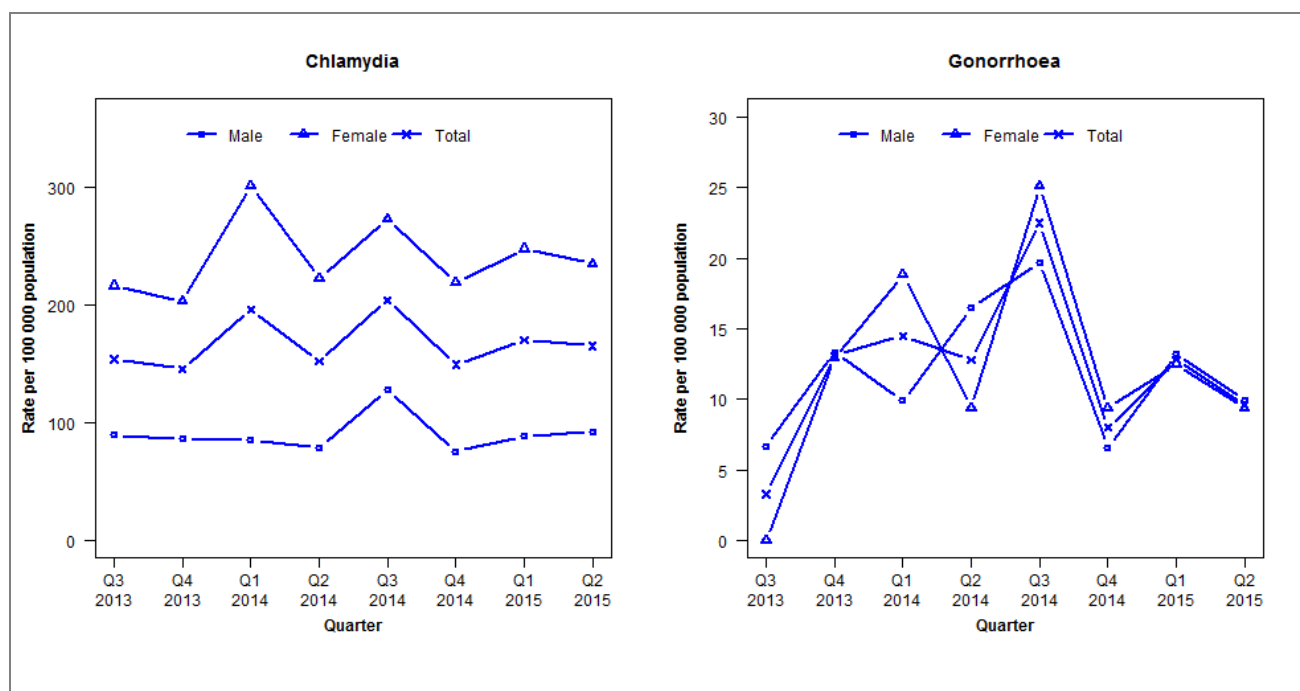 Chlamydia
Male Female Total
300
200
100
0
Rate per 100 000 population
Q3 Q4 Q1 Q2 Q3 Q4 Q1 Q2
2013 2013 2014 2014 2014 2014 2015 2015
Quarter
Gonorrhoea
Male Female Total
30
25
20
15
10
5
0
Rate per 100 000 population
Q3 Q4 Q1 Q2 Q3 Q4 Q1 Q2
2013 2013 2014 2014 2014 2014 2015 2015
Quarter